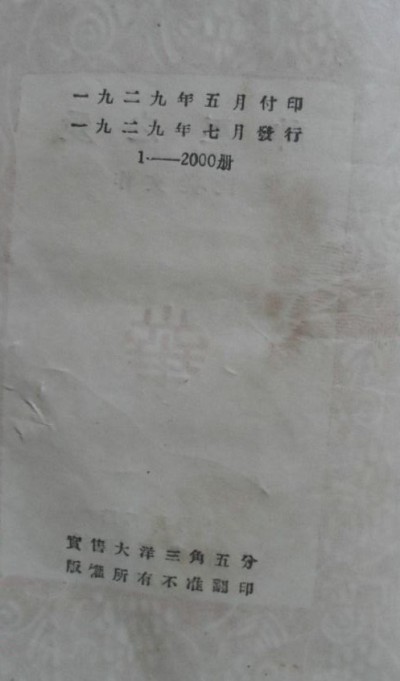 一九二九年五月付印
一九二九年七月發行
1.——2000册
實售大洋三角五分
版權所有不准翻印